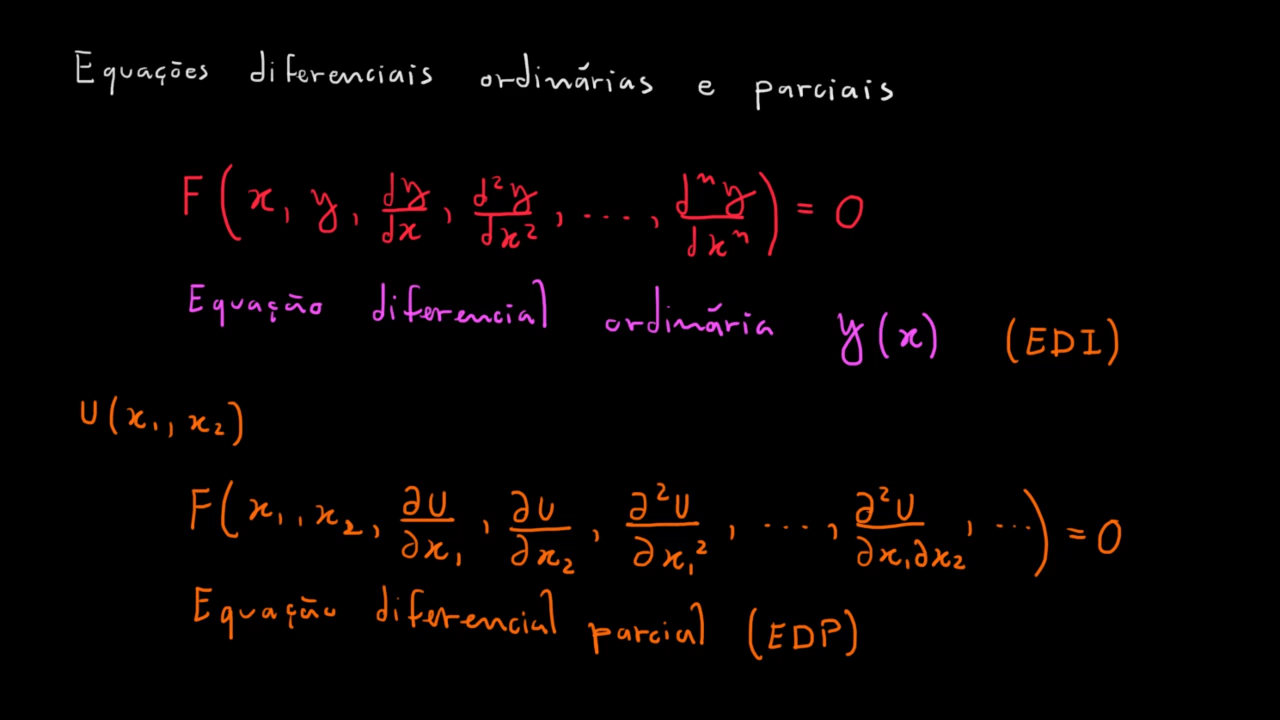 Equações diferenciais ordinárias e parciais
F(x, y, dy/dx, d²y/dx², ..., dⁿy/dxⁿ) = 0
Equação diferencial ordinária y(x) (EDI)
U(x₁, x₂)
F(x₁, x₂, ∂U/∂x₁, ∂U/∂x₂, ∂²U/∂x₁², ..., ∂²U/∂x₁∂x₂, ...) = 0
Equação diferencial parcial (EDP)